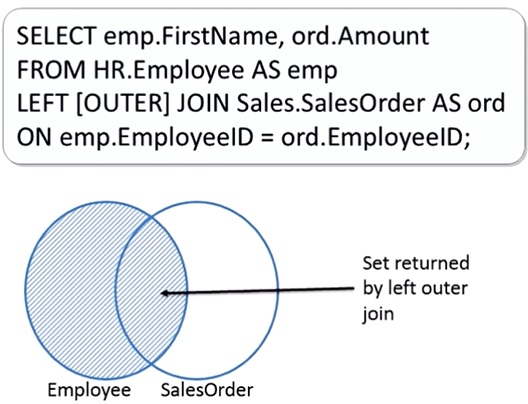 SELECT emp.FirstName, ord.Amount
FROM HR.Employee AS emp
LEFT [OUTER] JOIN Sales.SalesOrder AS ord
ON emp.EmployeeID = ord.EmployeeID;
Set returned
by left outer
join
Employee SalesOrder